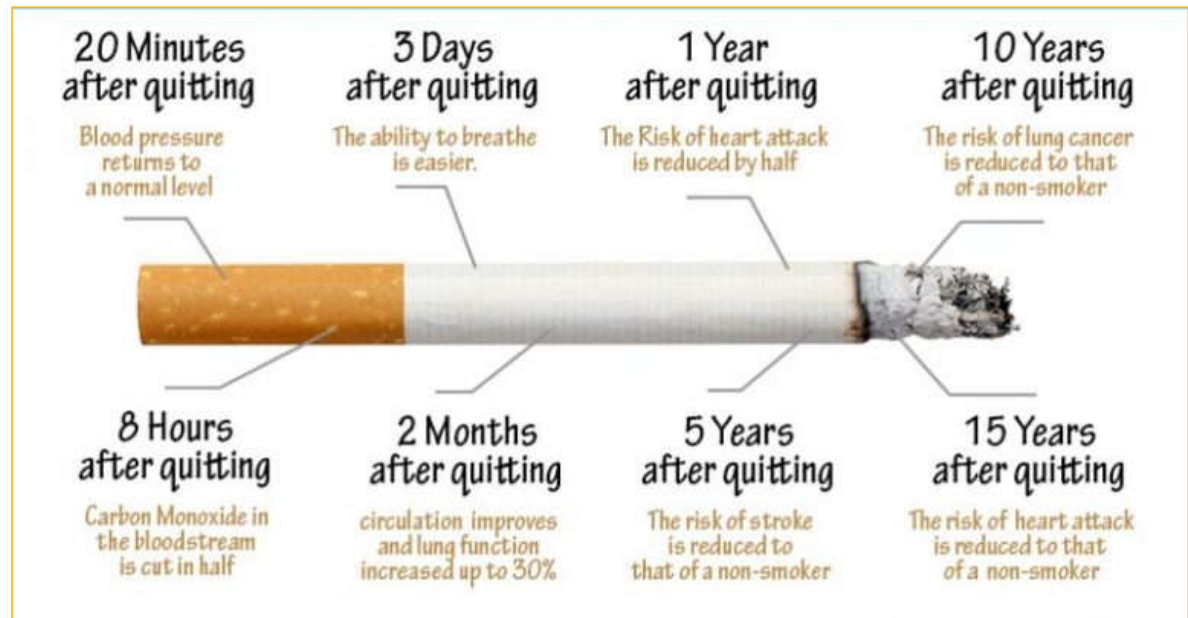 20 Minutes
after quitting
Blood pressure
returns to
a normal level
3 Days
after quitting
The ability to breathe
is easier.
1 Year
after quitting
The Risk of heart attack
is reduced by half
10 Years
after quitting
The risk of lung cancer
is reduced to that
of a non-smoker
8 Hours
after quitting
Carbon Monoxide in
the bloodstream
is cut in half
2 Months
after quitting
circulation improves
and lung function
increased up to 30%
5 Years
after quitting
The risk of stroke
is reduced to
that of a non-smoker
15 Years
after quitting
The risk of heart attack
is reduced to that
of a non-smoker